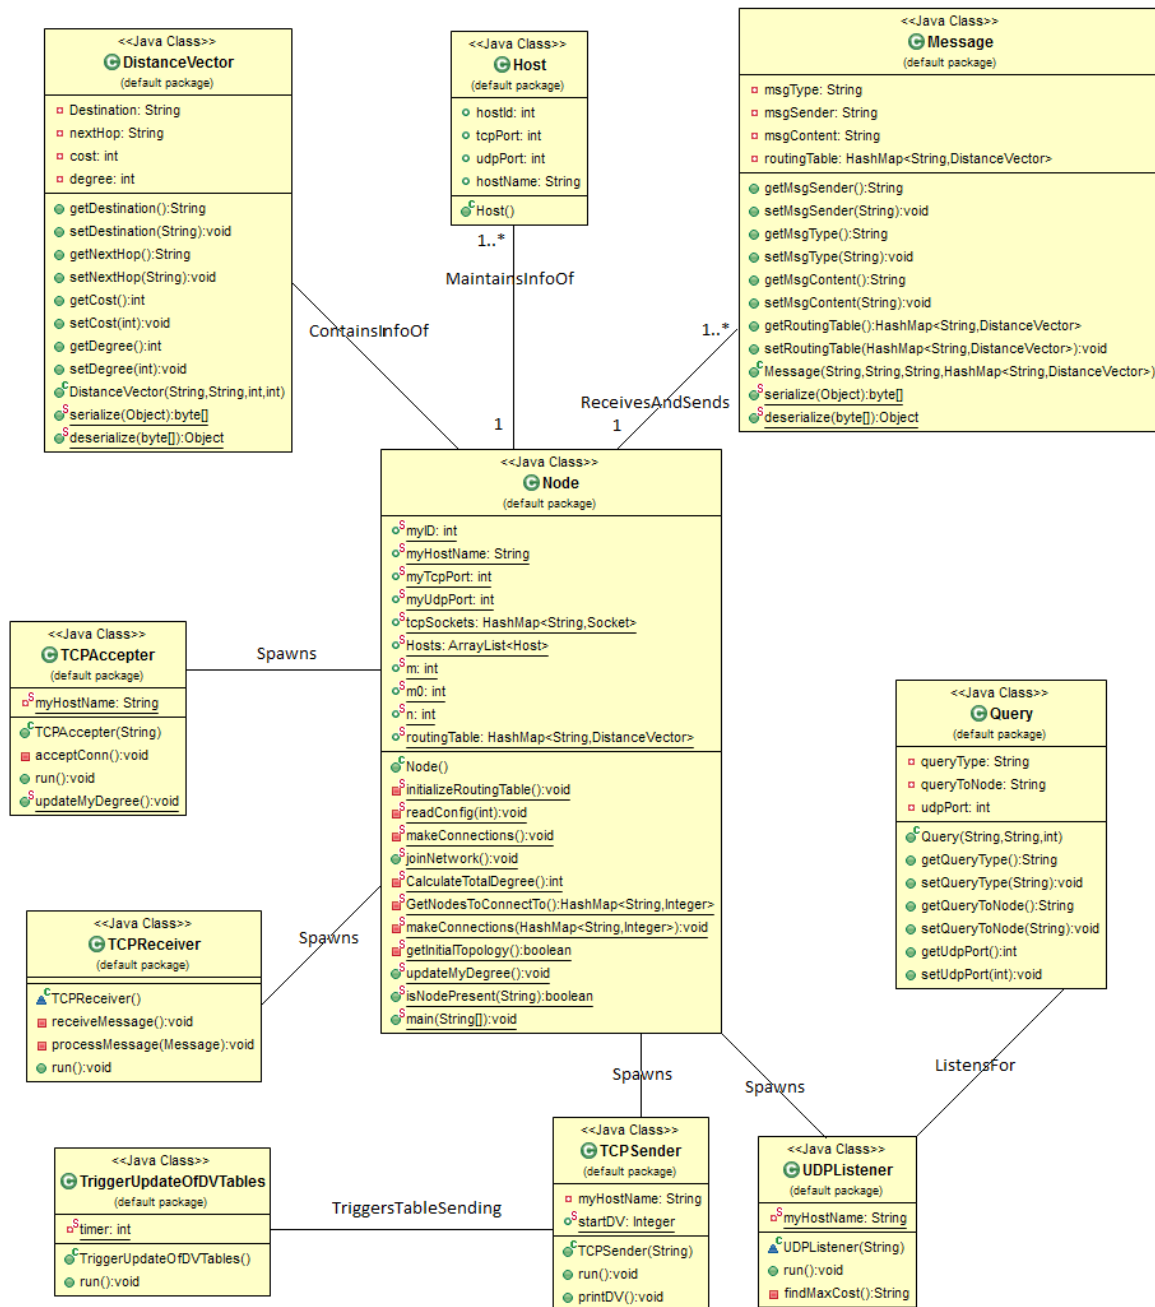 <<Java Class>>
DistanceVector
(default package)
Destination: String
nextHop: String
cost: int
degree: int
getDestination():String
setDestination(String):void
getNextHop():String
setNextHop(String):void
getCost():int
setCost(int):void
getDegree():int
setDegree(int):void
C DistanceVector(String,String,int,int)
S serialize(Object):byte[]
S deserialize(byte[]):Object
<<Java Class>>
Host
(default package)
hostId: int
tcpPort: int
udpPort: int
hostName: String
C Host()
<<Java Class>>
Message
(default package)
msgType: String
msgSender: String
msgContent: String
routingTable: HashMap<String,DistanceVector>
getMsgSender():String
setMsgSender(String):void
getMsgType():String
setMsgType(String):void
getMsgContent():String
setMsgContent(String):void
getRoutingTable():HashMap<String,DistanceVector>
setRoutingTable(HashMap<String,DistanceVector>):void
C Message(String,String,String,HashMap<String,DistanceVector>)
S serialize(Object):byte[]
S deserialize(byte[]):Object
1..*
MaintainsInfoOf
1
ContainsInfoOf
1..*
ReceivesAndSends
1
<<Java Class>>
Node
(default package)
S myID: int
S myHostName: String
S myTcpPort: int
S myUdpPort: int
S tcpSockets: HashMap<String,Socket>
S Hosts: ArrayList<Host>
S m: int
S m0: int
S n: int
S routingTable: HashMap<String,DistanceVector>
C Node()
S initializeRoutingTable():void
S readConfig(int):void
S makeConnections():void
S joinNetwork():void
S CalculateTotalDegree():int
S GetNodesToConnectTo():HashMap<String,Integer>
S makeConnections(HashMap<String,Integer>):void
S getInitialTopology():boolean
S updateMyDegree():void
S isNodePresent(String):boolean
S main(String[]):void
<<Java Class>>
TCPAccepter
(default package)
S myHostName: String
C TCPAccepter(String)
acceptConn():void
run():void
S updateMyDegree():void
Spawns
<<Java Class>>
Query
(default package)
queryType: String
queryToNode: String
udpPort: int
C Query(String,String,int)
getQueryType():String
setQueryType(String):void
getQueryToNode():String
setQueryToNode(String):void
getUdpPort():int
setUdpPort(int):void
<<Java Class>>
TCPReceiver
(default package)
C TCPReceiver()
receiveMessage():void
processMessage(Message):void
run():void
Spawns
Spawns
Spawns
ListensFor
<<Java Class>>
TriggerUpdateOfDVTables
(default package)
S timer: int
C TriggerUpdateOfDVTables()
run():void
TriggersTableSending
<<Java Class>>
TCPSender
(default package)
myHostName: String
S startDV: Integer
C TCPSender(String)
run():void
printDV():void
<<Java Class>>
UDPListener
(default package)
S myHostName: String
C UDPListener(String)
run():void
findMaxCost():String